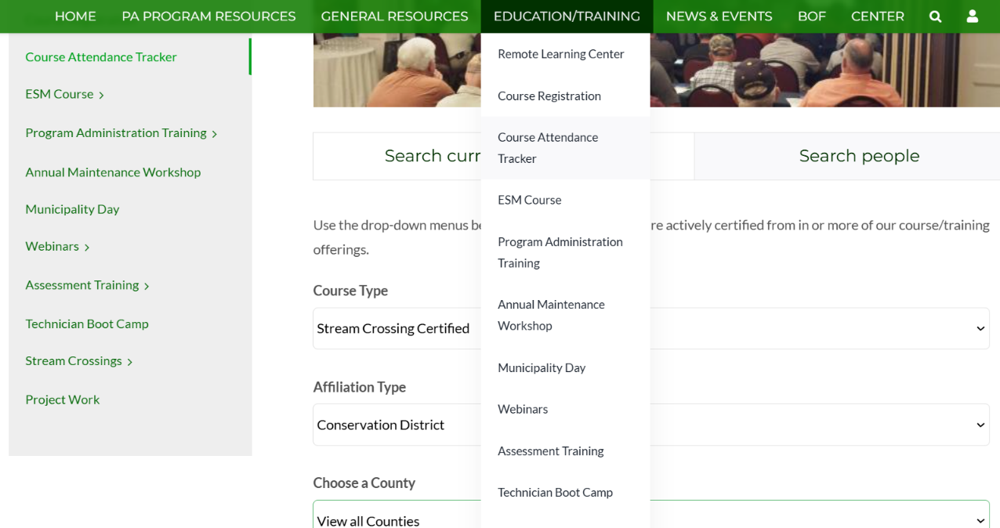 HOME PA PROGRAM RESOURCES GENERAL RESOURCES EDUCATION/TRAINING NEWS & EVENTS BOF CENTER
Course Attendance Tracker
ESM Course
Program Administration Training
Annual Maintenance Workshop
Municipality Day
Webinars
Assessment Training
Technician Boot Camp
Stream Crossings
Project Work
Remote Learning Center
Course Registration
Course Attendance
Tracker
ESM Course
Program Administration
Training
Annual Maintenance
Workshop
Municipality Day
Webinars
Assessment Training
Technician Boot Camp
Search curr
Search people
Use the drop-down menus be re actively certified from in or more of our course/training
offerings.
Course Type
Stream Crossing Certified
Affiliation Type
Conservation District
Choose a County
View all Counties